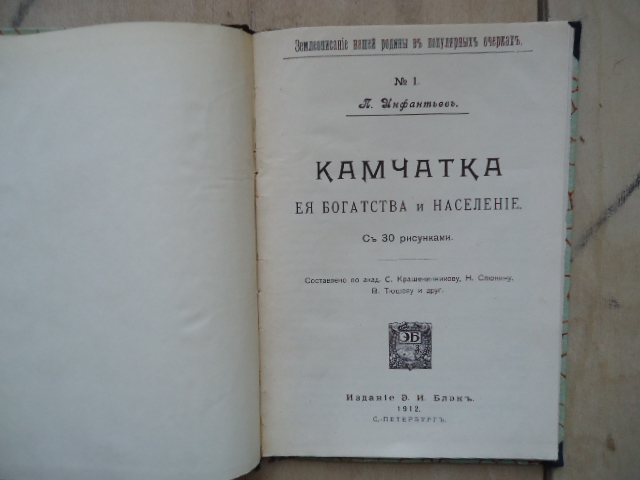 Землеописаніе нашей родины въ популярныхъ очеркахъ.
№ 1.
П. Инфантьевъ.
КАМЧАТКА
ЕЯ БОГАТСТВА и НАСЕЛЕНІЕ.
Съ 30 рисунками.
Составлено по акад. С. Крашенинникову, Н. Слюнину,
В. Тюшову и друг.
ЭБ
Изданіе Э. И. Блэкъ.
1912.
С.-ПЕТЕРБУРГЪ.